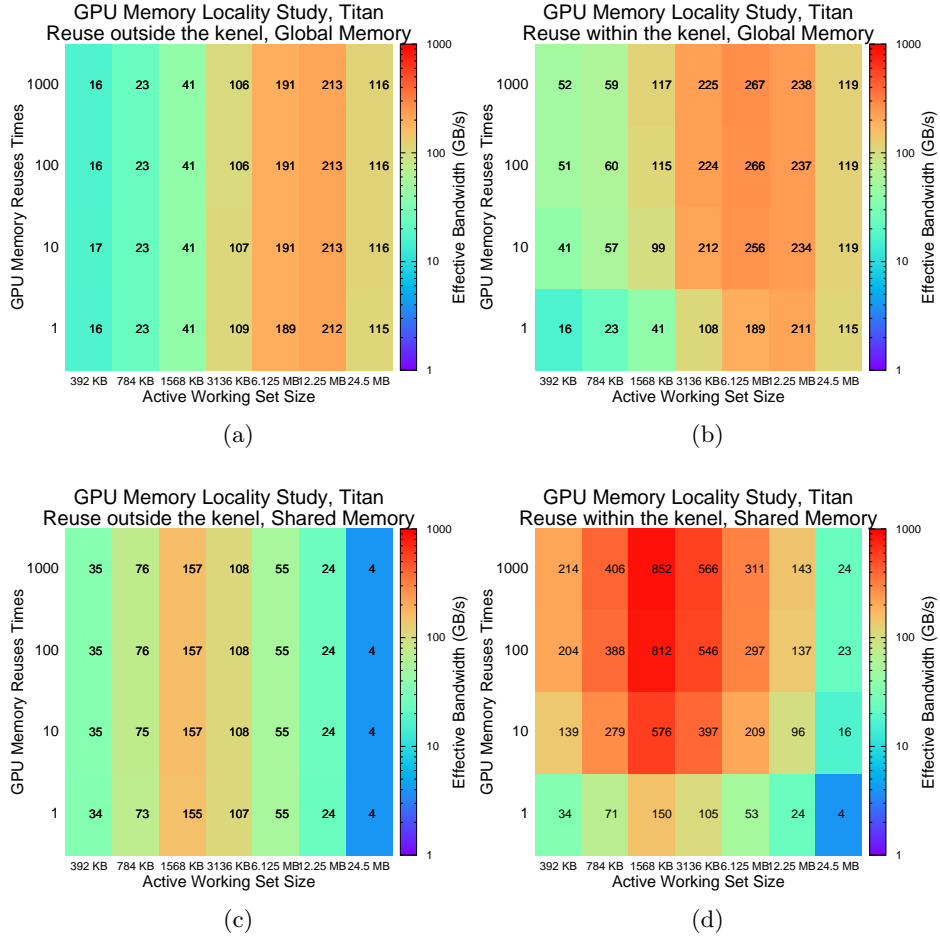 GPU Memory Locality Study, Titan
Reuse outside the kenel, Global Memory
GPU Memory Reuses Times
1000 16 23 41 106 191 213 116
100 16 23 41 106 191 213 116
10 17 23 41 107 191 213 116
1 16 23 41 109 189 212 115
392 KB 784 KB 1568 KB 3136 KB 6.125 MB 12.25 MB 24.5 MB
Active Working Set Size
1000
100
10
1
Effective Bandwidth (GB/s)
(a)
GPU Memory Locality Study, Titan
Reuse within the kenel, Global Memory
GPU Memory Reuses Times
1000 52 59 117 225 267 238 119
100 51 60 115 224 266 237 119
10 41 57 99 212 256 234 119
1 16 23 41 108 189 211 115
392 KB 784 KB 1568 KB 3136 KB 6.125 MB 12.25 MB 24.5 MB
Active Working Set Size
1000
100
10
1
Effective Bandwidth (GB/s)
(b)
GPU Memory Locality Study, Titan
Reuse outside the kenel, Shared Memory
GPU Memory Reuses Times
1000 35 76 157 108 55 24 4
100 35 76 157 108 55 24 4
10 35 75 157 108 55 24 4
1 34 73 155 107 55 24 4
392 KB 784 KB 1568 KB 3136 KB 6.125 MB 12.25 MB 24.5 MB
Active Working Set Size
1000
100
10
1
Effective Bandwidth (GB/s)
(c)
GPU Memory Locality Study, Titan
Reuse within the kenel, Shared Memory
GPU Memory Reuses Times
1000 214 406 852 566 311 143 24
100 204 388 812 546 297 137 23
10 139 279 576 397 209 96 16
1 34 71 150 105 53 24 4
392 KB 784 KB 1568 KB 3136 KB 6.125 MB 12.25 MB 24.5 MB
Active Working Set Size
1000
100
10
1
Effective Bandwidth (GB/s)
(d)